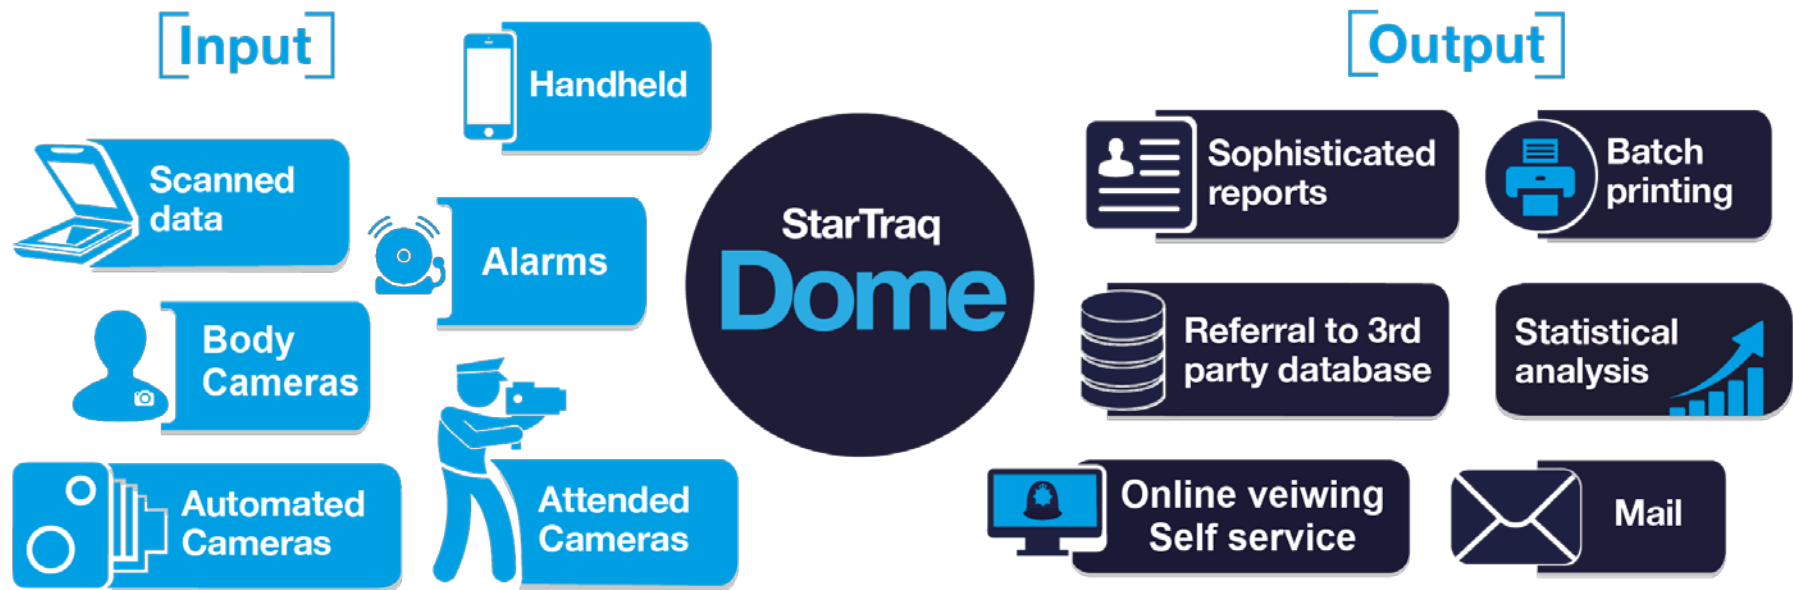 [Input]
Handheld
Scanned
data
Alarms
Body
Cameras
Automated
Cameras
Attended
Cameras
StarTraq
Dome
[Output]
Sophisticated
reports
Batch
printing
Referral to 3rd
party database
Statistical
analysis
Online veiwing
Self service
Mail